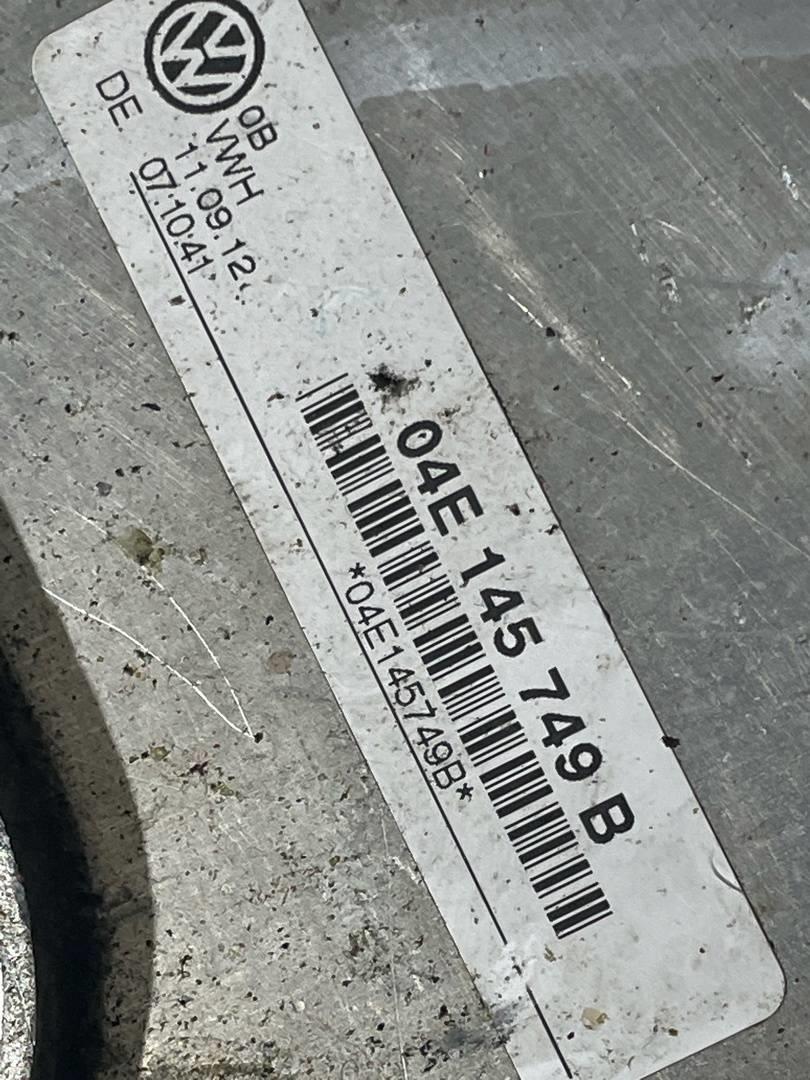 0B
VWH
DE 11.09.12
07:10:41
04E 145 749 B
*04E145749B*